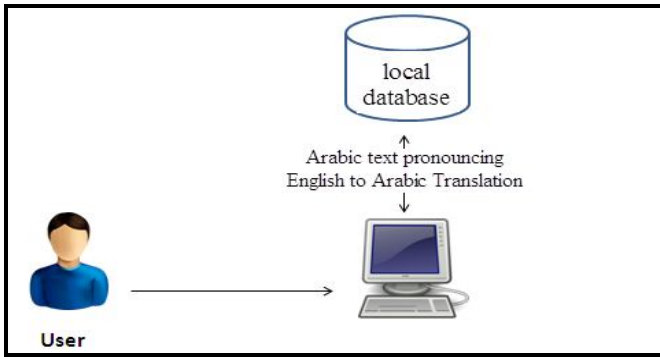 local
database
Arabic text pronouncing
English to Arabic Translation
User